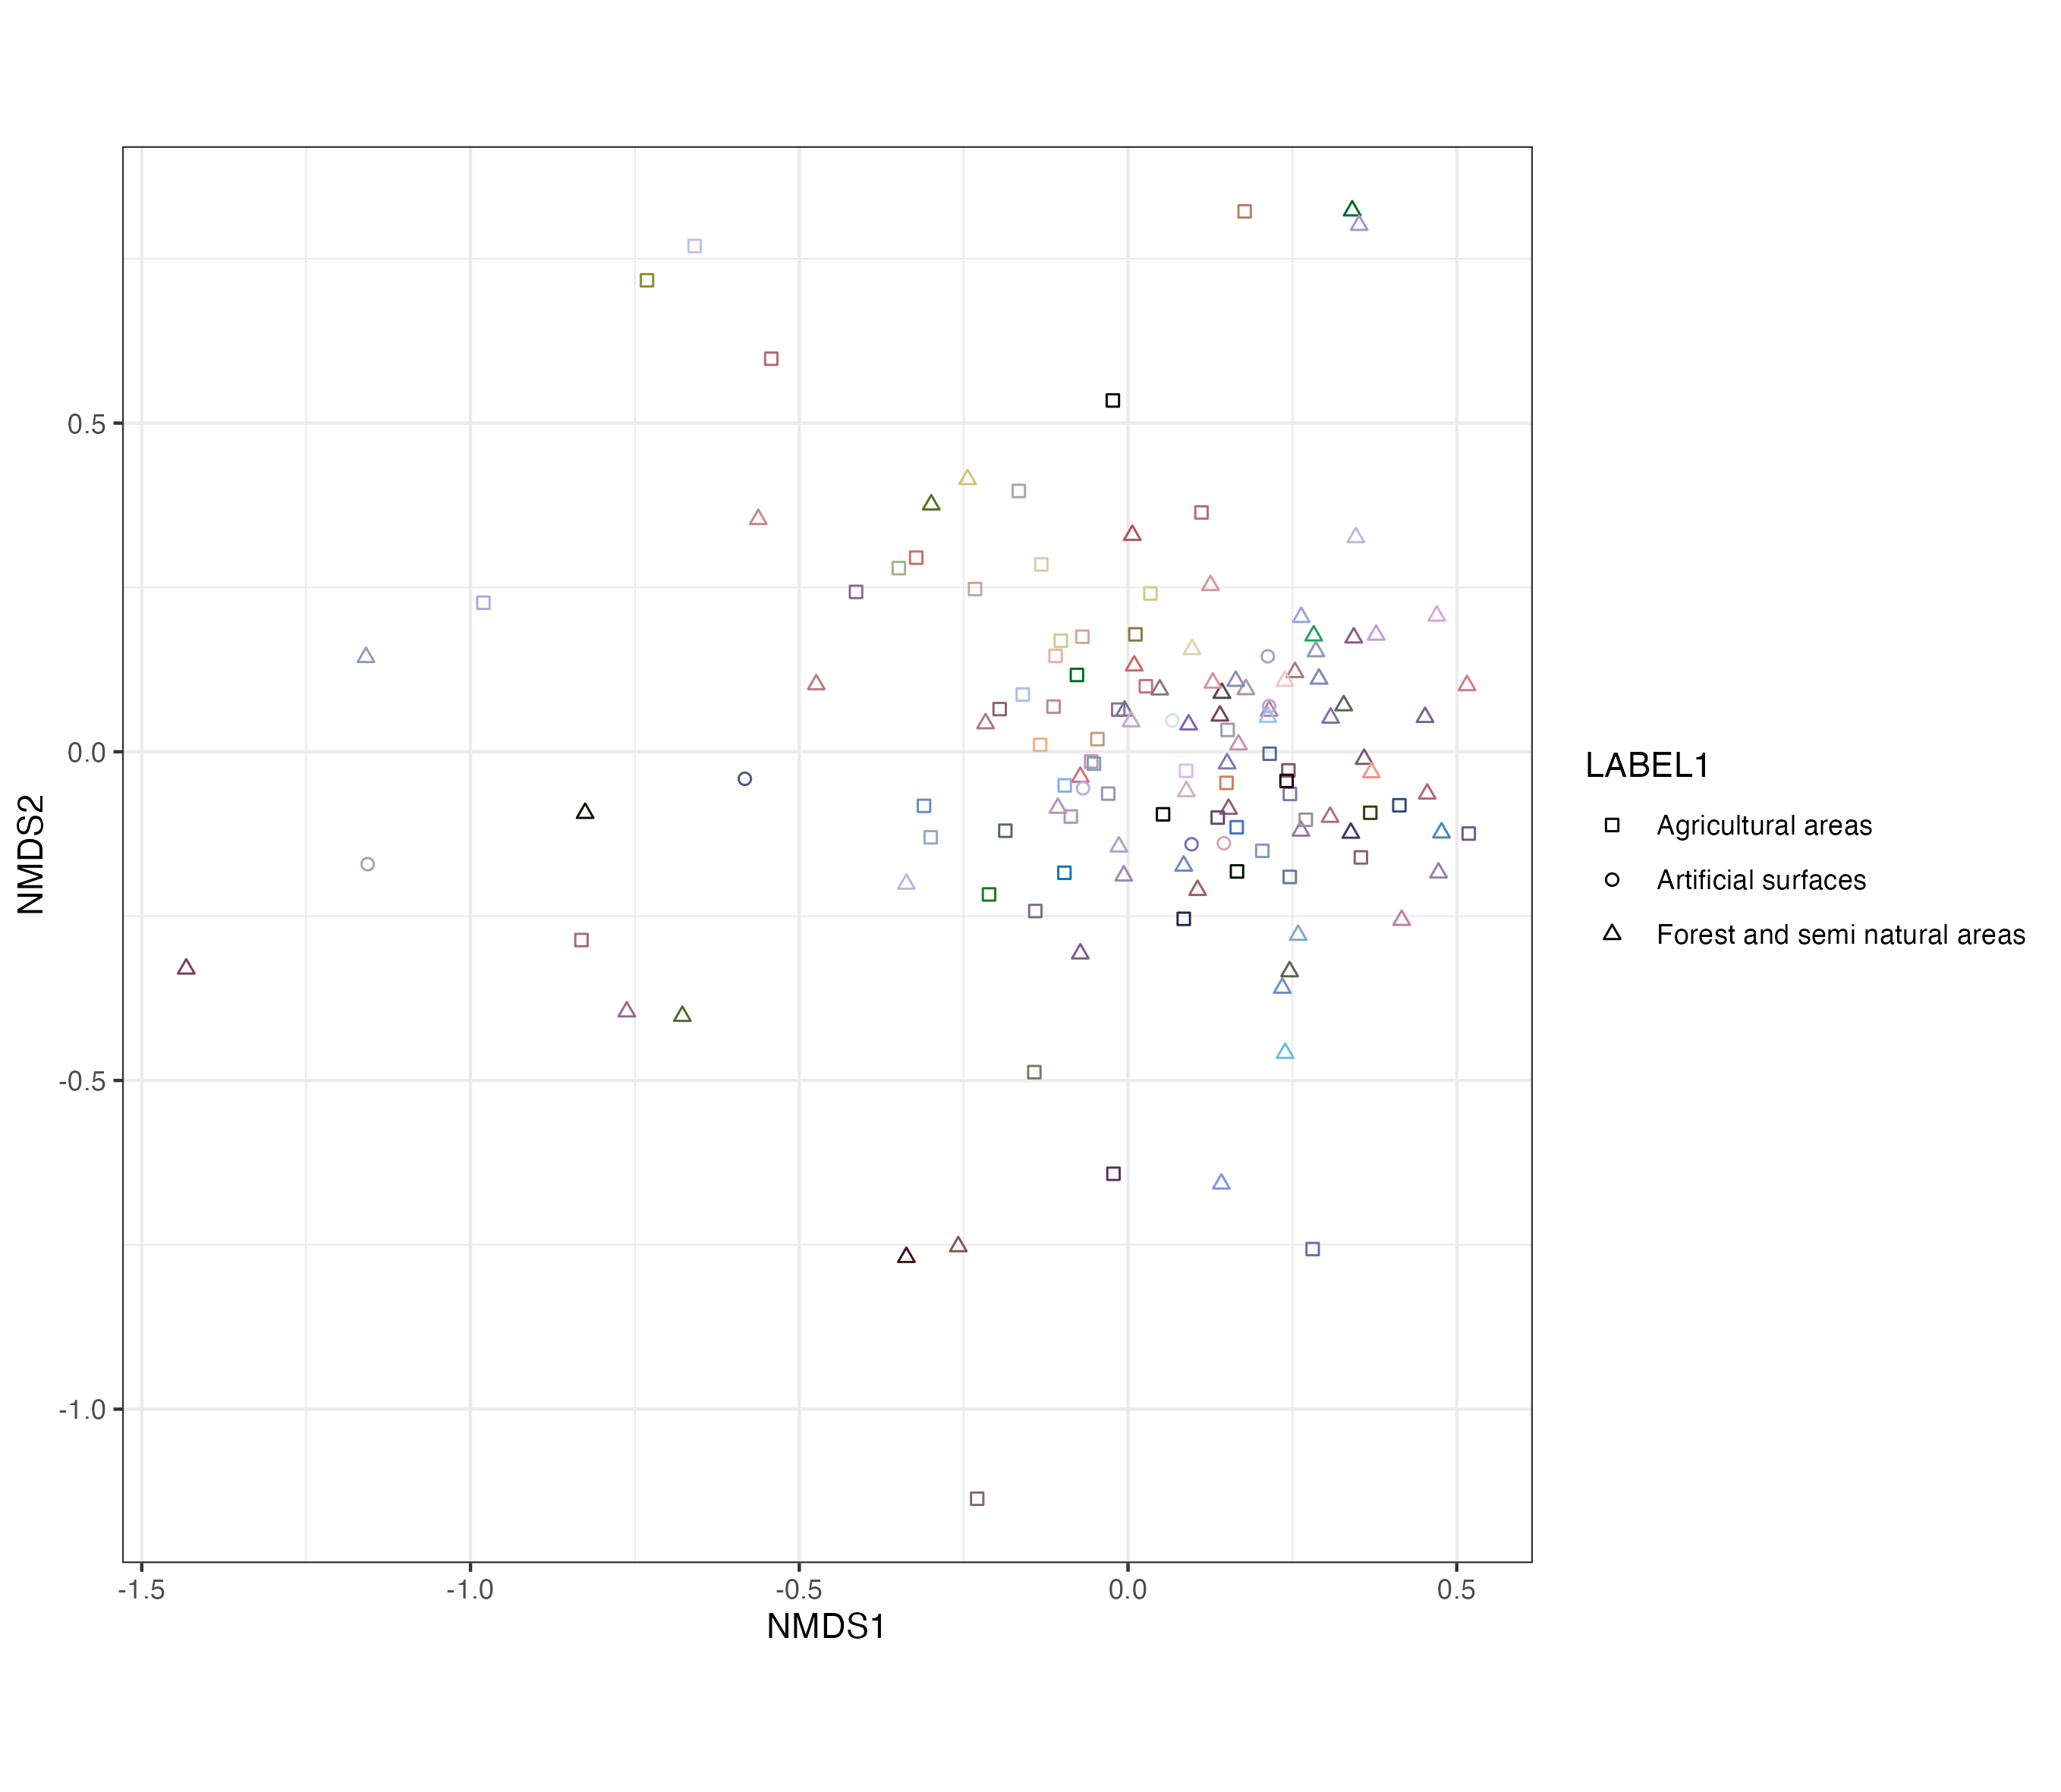 0.5
0.0
-0.5
-1.0
NMDS2
-1.5
-1.0
-0.5
0.0
0.5
NMDS1
LABEL1
Agricultural areas
Artificial surfaces
Forest and semi natural areas